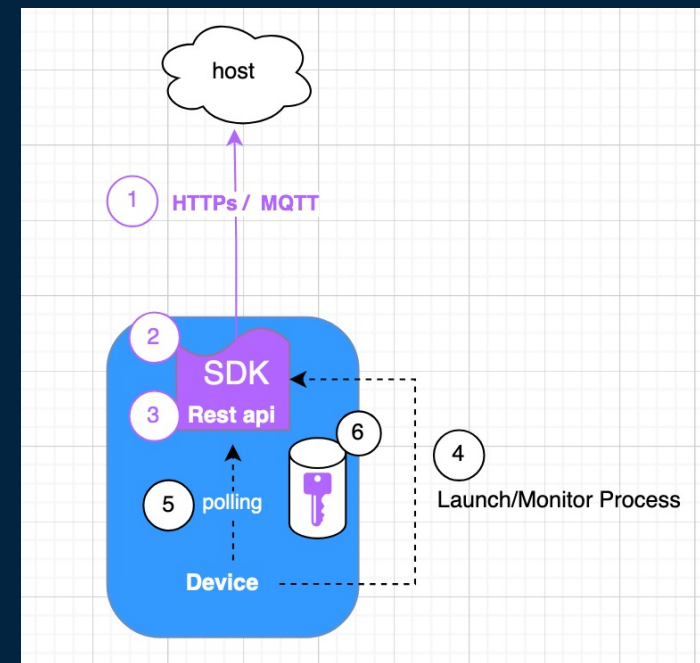 host
1
HTTPs / MQTT
2
SDK
3
Rest api
6
4
5
polling
Launch/Monitor Process
Device